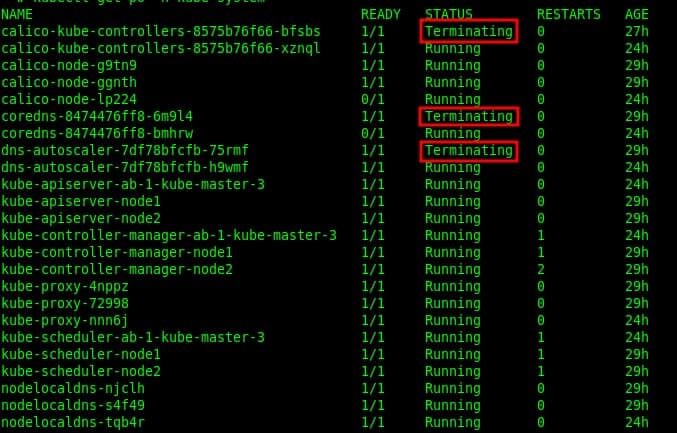 NAME READY STATUS RESTARTS AGE
calico-kube-controllers-8575b76f66-bfsbs 1/1 Terminating 0 27h
calico-kube-controllers-8575b76f66-xznql 1/1 Running 0 24h
calico-node-g9tn9 1/1 Running 0 29h
calico-node-ggnth 1/1 Running 0 29h
calico-node-lp224 0/1 Running 0 24h
coredns-8474476ff8-6m9l4 1/1 Terminating 0 29h
coredns-8474476ff8-bmhrw 0/1 Running 0 24h
dns-autoscaler-7df78bfcfb-75rmf 1/1 Terminating 0 29h
dns-autoscaler-7df78bfcfb-h9wmf 1/1 Running 0 24h
kube-apiserver-ab-1-kube-master-3 1/1 Running 0 24h
kube-apiserver-node1 1/1 Running 0 29h
kube-apiserver-node2 1/1 Running 0 29h
kube-controller-manager-ab-1-kube-master-3 1/1 Running 1 24h
kube-controller-manager-node1 1/1 Running 1 29h
kube-controller-manager-node2 1/1 Running 2 29h
kube-proxy-4nppz 1/1 Running 0 29h
kube-proxy-72998 1/1 Running 0 29h
kube-proxy-nnn6j 1/1 Running 0 24h
kube-scheduler-ab-1-kube-master-3 1/1 Running 1 24h
kube-scheduler-node1 1/1 Running 1 29h
kube-scheduler-node2 1/1 Running 1 29h
nodelocaldns-njclh 1/1 Running 0 29h
nodelocaldns-s4f49 1/1 Running 0 29h
nodelocaldns-tqb4r 1/1 Running 0 24h